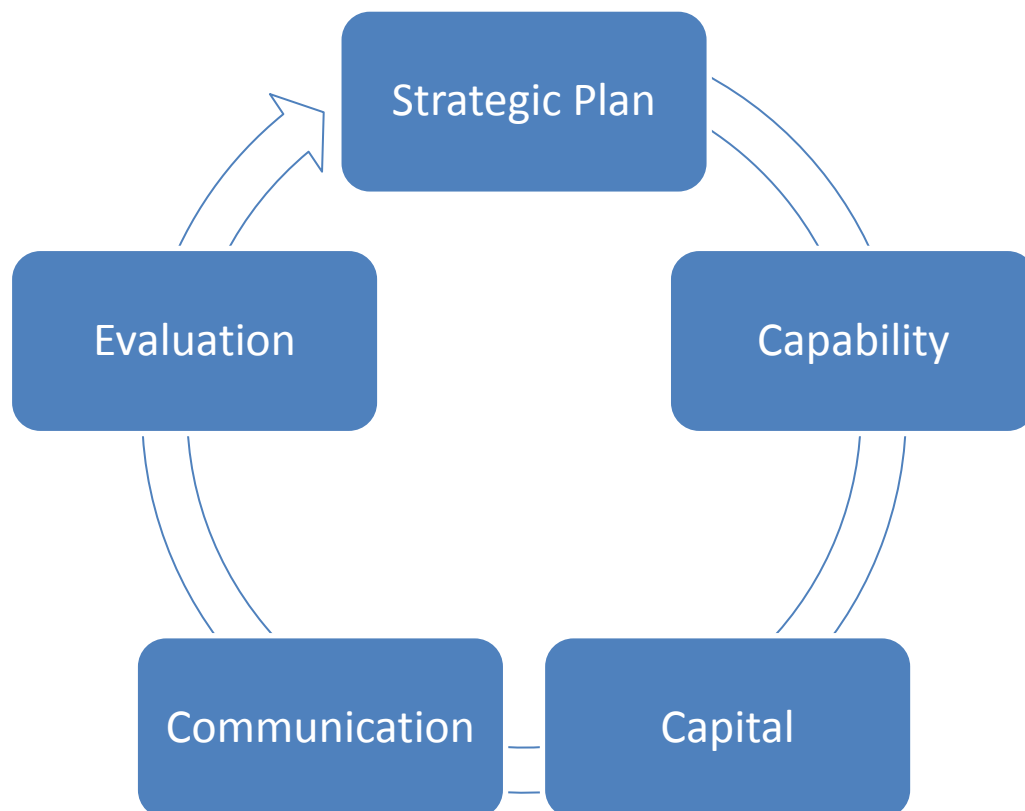 Strategic Plan
Capability
Capital
Communication
Evaluation